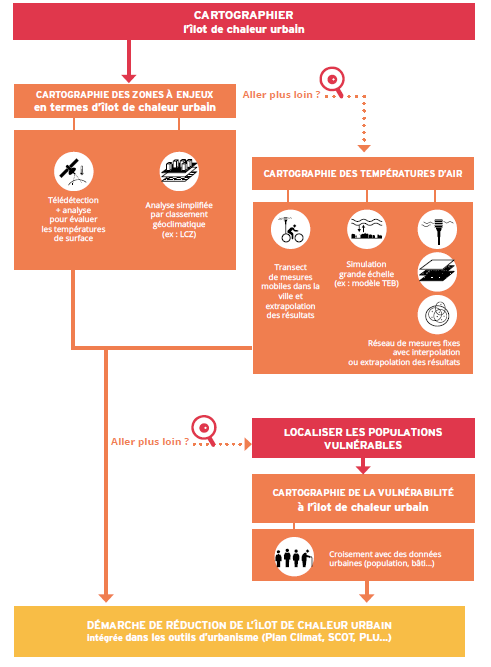 CARTOGRAPHIER
l'îlot de chaleur urbain
CARTOGRAPHIE DES ZONES À ENJEUX
en termes d'îlot de chaleur urbain
Aller plus loin ?
Télédétection
+ analyse
pour évaluer
les températures
de surface
Analyse simplifiée
par classement
géoclimatique
(ex : LCZ)
CARTOGRAPHIE DES TEMPÉRATURES D'AIR
Transect
de mesures
mobiles dans la
ville et
extrapolation
des résultats
Simulation
grande échelle
(ex : modèle TEB)
Réseau de mesures fixes
avec interpolation
ou extrapolation des résultats
Aller plus loin ?
LOCALISER LES POPULATIONS
VULNÉRABLES
CARTOGRAPHIE DE LA VULNÉRABILITÉ
à l'îlot de chaleur urbain
Croisement avec des données
urbaines (population, bâti...)
DÉMARCHE DE RÉDUCTION DE L'ÎLOT DE CHALEUR URBAIN
intégrée dans les outils d'urbanisme (Plan Climat, SCOT, PLU...)